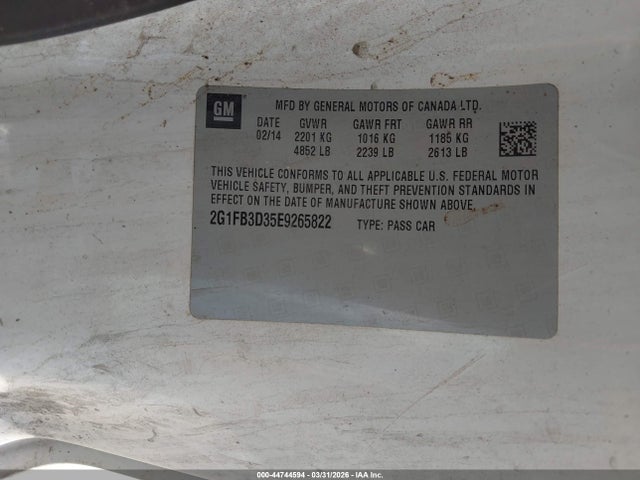 GM
MFD BY GENERAL MOTORS OF CANADA LTD.
DATE GVWR GAWR FRT GAWR RR
02/14 2201 KG 1016 KG 1185 KG
4852 LB 2239 LB 2613 LB
THIS VEHICLE CONFORMS TO ALL APPLICABLE U.S. FEDERAL MOTOR
VEHICLE SAFETY, BUMPER, AND THEFT PREVENTION STANDARDS IN
EFFECT ON THE DATE OF MANUFACTURE SHOWN ABOVE.
2G1FB3D35E9265822 TYPE: PASS CAR
000-44744594 | 03/31/2026 | IAA Inc.